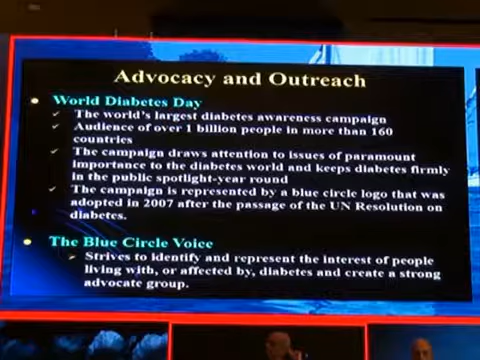 Advocacy and Outreach
World Diabetes Day
The world's largest diabetes awareness campaign
Audience of over 1 billion people in more than 160
countries
The campaign draws attention to issues of paramount
importance to the diabetes world and keeps diabetes firmly
in the public spotlight-year round
The campaign is represented by a blue circle logo that was
adopted in 2007 after the passage of the UN Resolution on
diabetes.
The Blue Circle Voice
Strives to identify and represent the interest of people
living with, or affected by, diabetes and create a strong
advocate group.